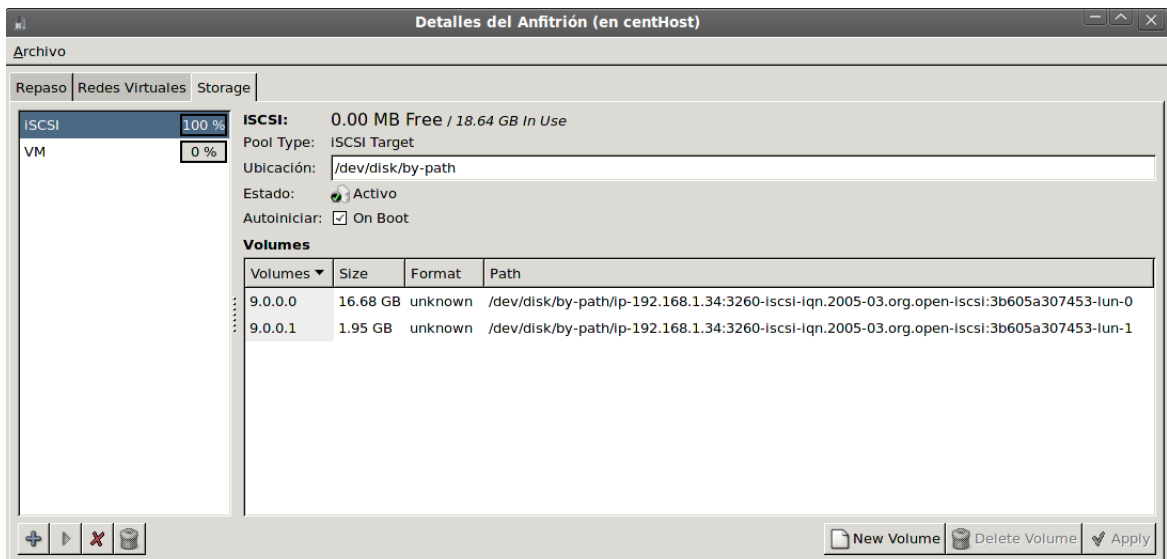 Detalles del Anfitrión (en centHost)
Archivo
Repaso Redes Virtuales Storage
iSCSI 100 %
VM 0 %
iSCSI: 0.00 MB Free / 18.64 GB In Use
Pool Type: iSCSI Target
Ubicación: /dev/disk/by-path
Estado: Activo
Autoiniciar: On Boot
Volumes
Volumes Size Format Path
9.0.0.0 16.68 GB unknown /dev/disk/by-path/ip-192.168.1.34:3260-iscsi-iqn.2005-03.org.open-iscsi:3b605a307453-lun-0
9.0.0.1 1.95 GB unknown /dev/disk/by-path/ip-192.168.1.34:3260-iscsi-iqn.2005-03.org.open-iscsi:3b605a307453-lun-1
New Volume Delete Volume Apply